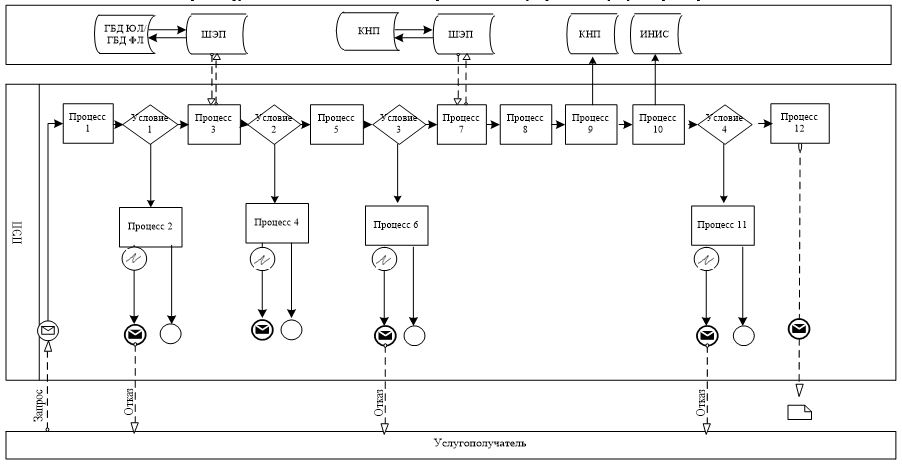 ГБД ЮЛ/
ГБД ФЛ
ШЭП
КНП
ШЭП
КНП
ИНИС
Процесс
1
Условие
1
Процесс
3
Условие
2
Процесс
5
Условие
3
Процесс
7
Процесс
8
Процесс
9
Процесс
10
Условие
4
Процесс
12
Процесс 2
Процесс 4
Процесс 6
Процесс 11
Запрос
Отказ
Отказ
Отказ
Услугополучатель